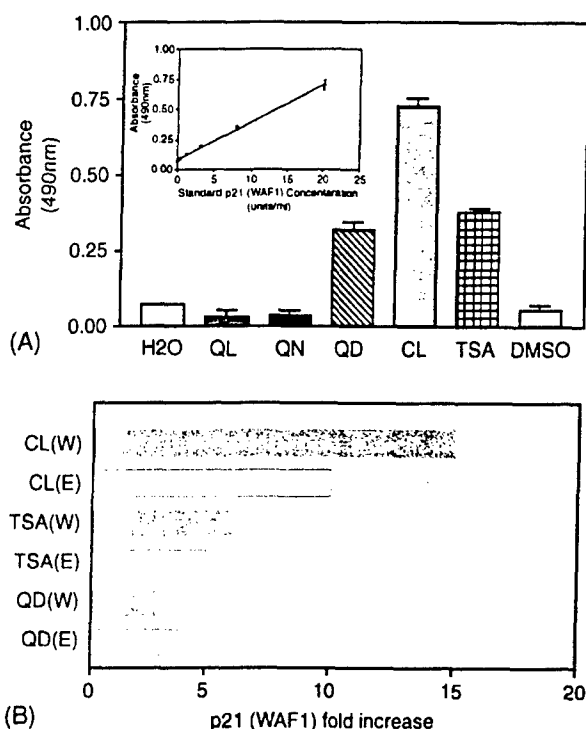 1.00
0.75
0.50
0.25
0.00
Absorbance
(490nm)
1.00
0.75
0.50
0.25
0.00
Absorbance
(490nm)
0 5 10 15 20 25
Standard p21 (WAF1) Concentration
(units/ml)
H2O QL QN QD CL TSA DMSO
(A)
CL(W)
CL(E)
TSA(W)
TSA(E)
QD(W)
QD(E)
0 5 10 15 20
p21 (WAF1) fold increase
(B)